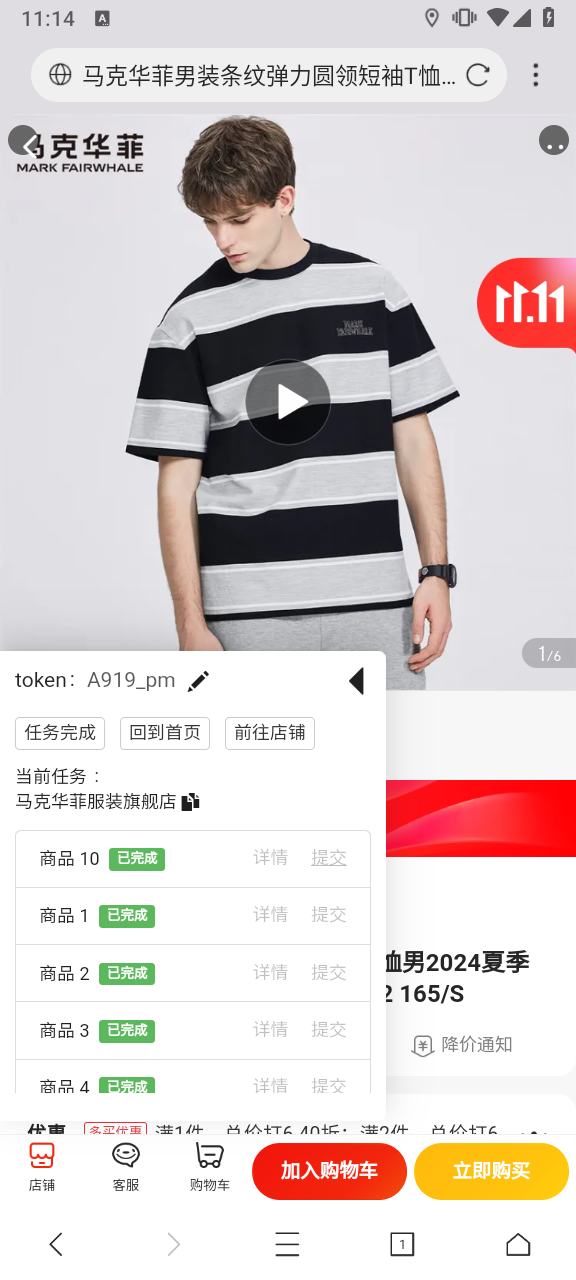 11:14
A
马克华菲男装条纹弹力圆领短袖T恤...
马克华菲
MARK FAIRWHALE
11.11
MARK
FAIRWHALE
1/6
token： A919_pm
任务完成 回到首页 前往店铺
当前任务：
马克华菲服装旗舰店
商品 10 已完成 详情 提交
商品 1 已完成 详情 提交
商品 2 已完成 详情 提交
恤男2024夏季
2 165/S
商品 3 已完成 详情 提交
降价通知
商品 4 已完成 详情 提交
优惠 多买优惠 满1件，总价打6.40折；满2件，总价打6
店铺 客服 购物车 加入购物车 立即购买
1